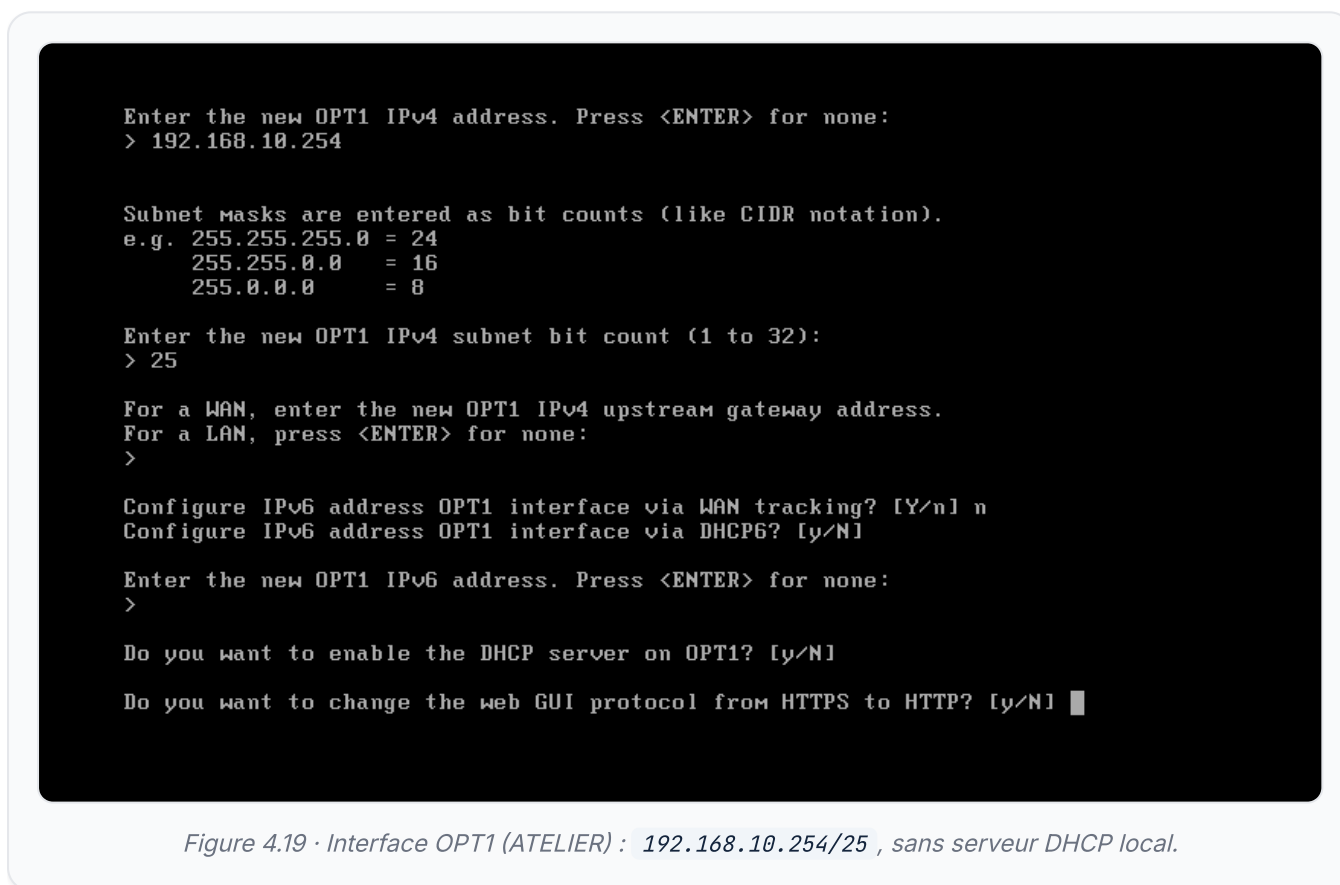 Enter the new OPT1 IPv4 address. Press <ENTER> for none:
> 192.168.10.254
Subnet masks are entered as bit counts (like CIDR notation).
e.g. 255.255.255.0 = 24
255.255.0.0 = 16
255.0.0.0 = 8
Enter the new OPT1 IPv4 subnet bit count (1 to 32):
> 25
For a WAN, enter the new OPT1 IPv4 upstream gateway address.
For a LAN, press <ENTER> for none:
>
Configure IPv6 address OPT1 interface via WAN tracking? [Y/n] n
Configure IPv6 address OPT1 interface via DHCP6? [y/N]
Enter the new OPT1 IPv6 address. Press <ENTER> for none:
>
Do you want to enable the DHCP server on OPT1? [y/N]
Do you want to change the web GUI protocol from HTTPS to HTTP? [y/N]
Figure 4.19 · Interface OPT1 (ATELIER) : 192.168.10.254/25, sans serveur DHCP local.